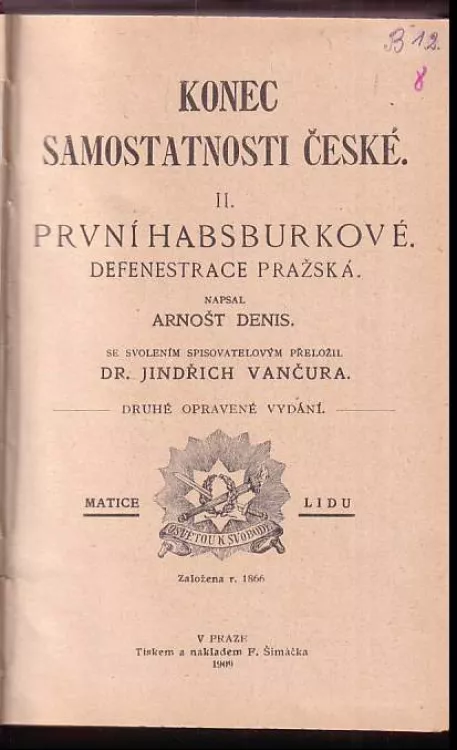 B 12.
8
KONEC
SAMOSTATNOSTI ČESKÉ.
II.
PRVNÍ HABSBURKOVÉ.
DEFENESTRACE PRAŽSKÁ.
NAPSAL
ARNOŠT DENIS.
SE SVOLENÍM SPISOVATELOVÝM PŘELOŽIL
DR. JINDŘICH VANČURA.
DRUHÉ OPRAVENÉ VYDÁNÍ.
MATICE LIDU
OSVĚTOU K SVOBODĚ
Založena r. 1866
V PRAZE
Tiskem a nákladem F. Šimáčka
1909